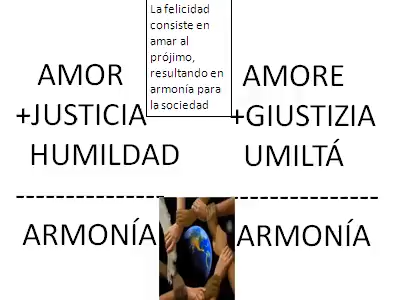 La felicidad
consiste en
amar al
prójimo,
resultando en
armonía para
la sociedad
AMOR
+JUSTICIA
HUMILDAD
-----------------
ARMONÍA
AMORE
+GIUSTIZIA
UMILTÁ
-----------------
ARMONÍA